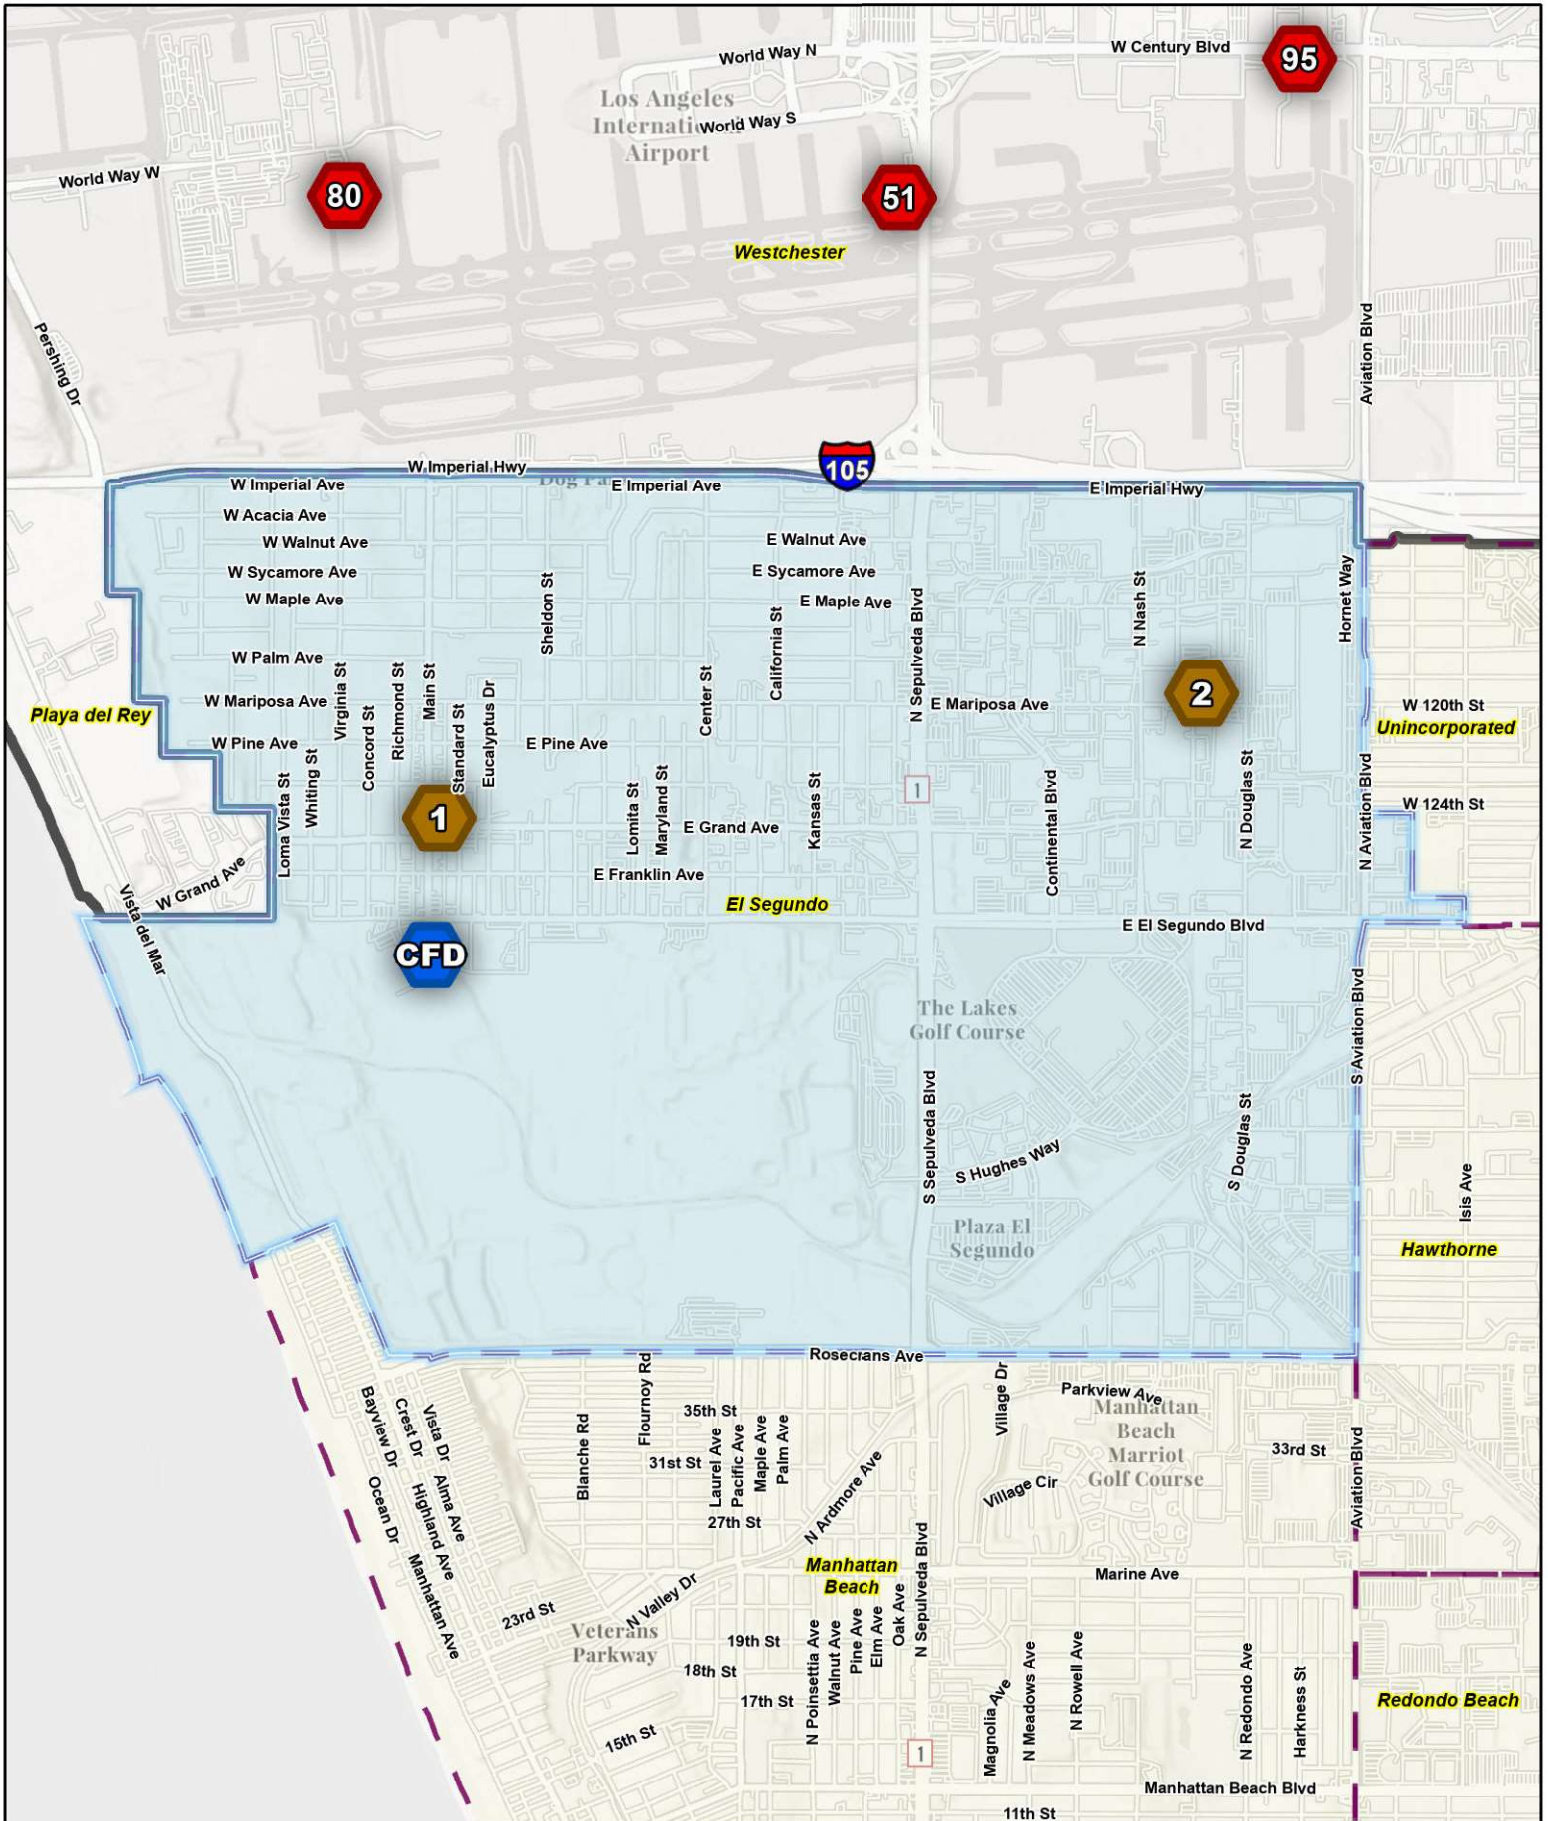 World Way N
W Century Blvd
95
Los Angeles
International
Airport
World Way S
World Way W
80
51
Westchester
Pershing Dr
Aviation Blvd
W Imperial Hwy
105
W Imperial Ave
E Imperial Ave
E Imperial Hwy
W Acacia Ave
W Walnut Ave
E Walnut Ave
W Sycamore Ave
E Sycamore Ave
W Maple Ave
E Maple Ave
Sheldon St
California St
N Sepulveda Blvd
N Nash St
Hornet Way
W Palm Ave
Virginia St
Richmond St
Main St
Center St
2
W Mariposa Ave
E Mariposa Ave
Playa del Rey
W 120th St
Unincorporated
Concord St
Standard St
Eucalyptus Dr
W Pine Ave
E Pine Ave
Whiting St
Loma Vista St
1
Lomita St
Maryland St
Kansas St
1
Continental Blvd
N Douglas St
N Aviation Blvd
W 124th St
E Grand Ave
E Franklin Ave
W Grand Ave
Vista del Mar
El Segundo
E El Segundo Blvd
CFD
The Lakes
Golf Course
S Aviation Blvd
S Sepulveda Blvd
S Hughes Way
S Douglas St
Isis Ave
Plaza El
Segundo
Hawthorne
Rosecrans Ave
Bayview Dr
Crest Dr
Vista Dr
Blanche Rd
Flournoy Rd
35th St
Laurel Ave
Pacific Ave
Maple Ave
Palm Ave
31st St
27th St
Village Dr
Parkview Ave
Manhattan
Beach
Marriot
Golf Course
33rd St
Aviation Blvd
Village Cir
N Ardmore Ave
Ocean Dr
Highland Ave
Alma Ave
Manhattan Ave
Manhattan
Beach
N Sepulveda Blvd
Marine Ave
23rd St
N Valley Dr
Veterans
Parkway
19th St
18th St
17th St
15th St
N Poinsettia Ave
Walnut Ave
Pine Ave
Elm Ave
Oak Ave
1
Magnolia Ave
N Meadows Ave
N Rowell Ave
N Redondo Ave
Harkness St
Redondo Beach
Manhattan Beach Blvd
11th St